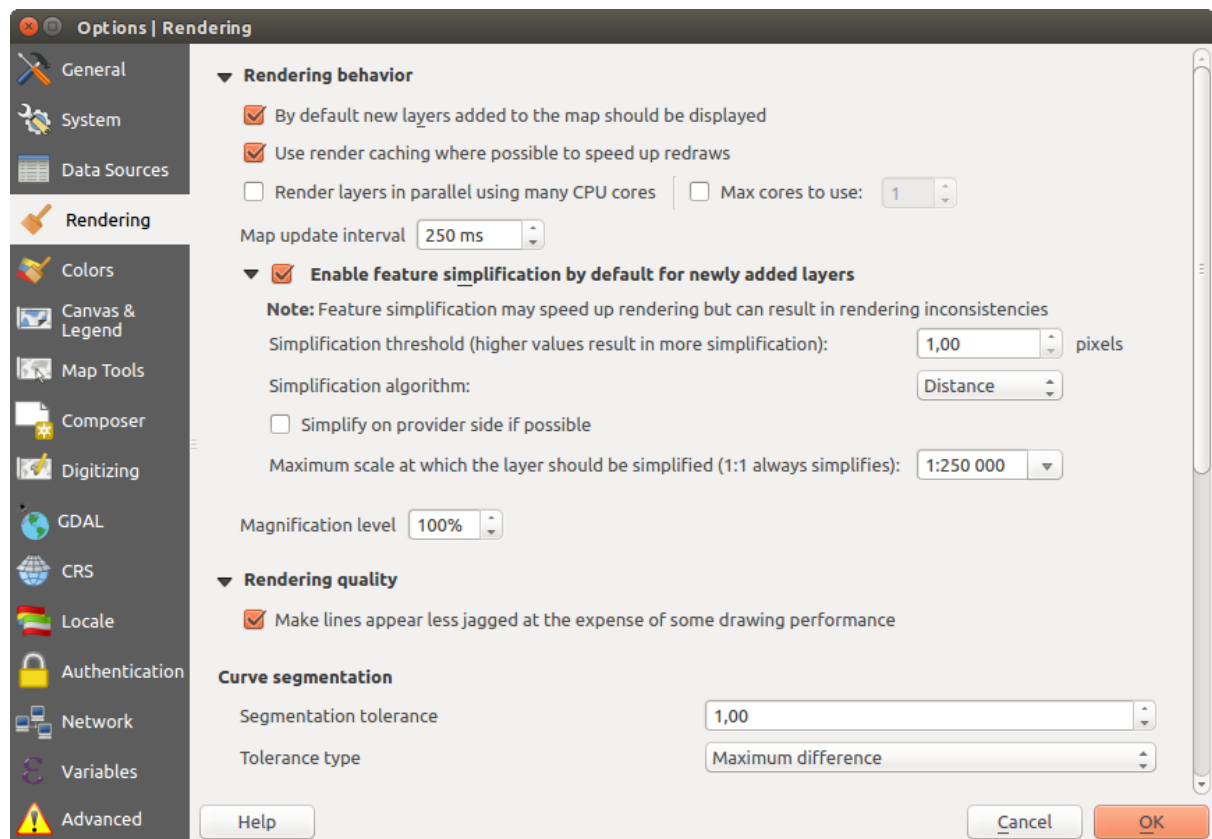 Options | Rendering
General
System
Data Sources
Rendering
Colors
Canvas &
Legend
Map Tools
Composer
Digitizing
GDAL
CRS
Locale
Authentication
Network
Variables
Advanced
Rendering behavior
By default new layers added to the map should be displayed
Use render caching where possible to speed up redraws
Render layers in parallel using many CPU cores Max cores to use: 1
Map update interval 250 ms
Enable feature simplification by default for newly added layers
Note: Feature simplification may speed up rendering but can result in rendering inconsistencies
Simplification threshold (higher values result in more simplification): 1,00 pixels
Simplification algorithm: Distance
Simplify on provider side if possible
Maximum scale at which the layer should be simplified (1:1 always simplifies): 1:250 000
Magnification level 100%
Rendering quality
Make lines appear less jagged at the expense of some drawing performance
Curve segmentation
Segmentation tolerance 1,00
Tolerance type Maximum difference
Help Cancel OK